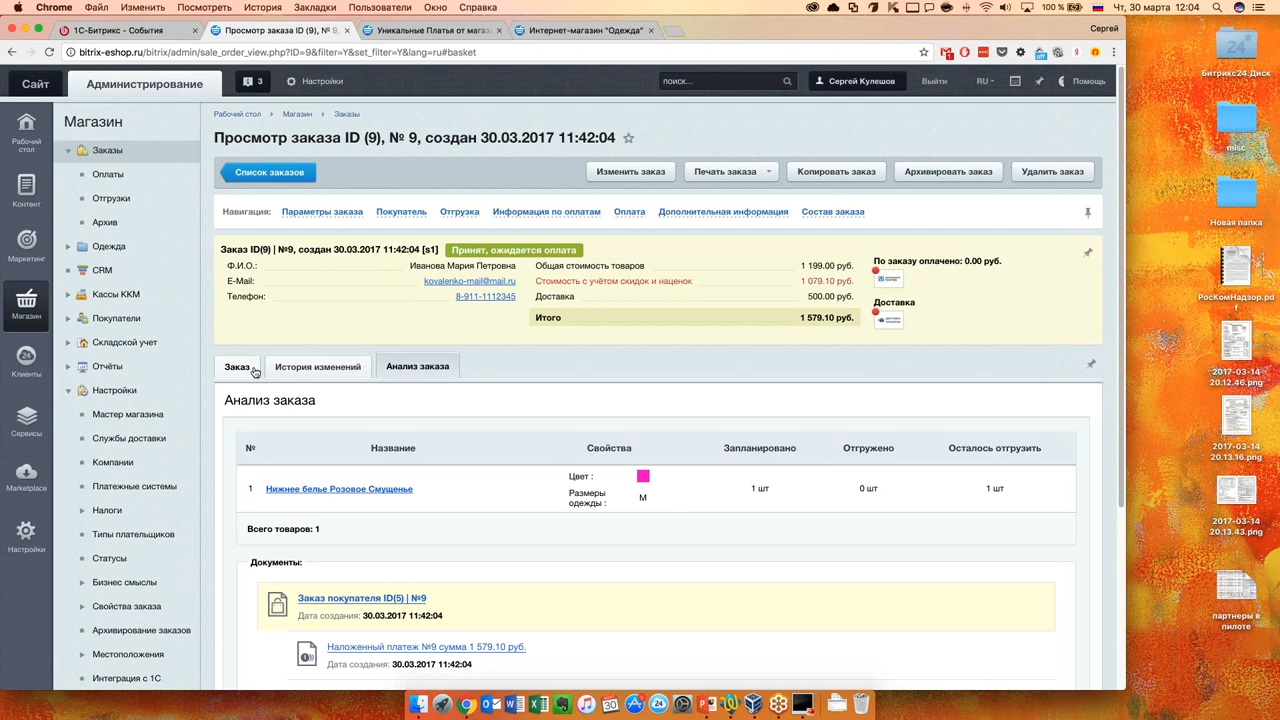 Chrome Файл Изменить Посмотреть История Закладки Пользователи Окно Справка 100 % Чт, 30 марта 12:04
1С-Битрикс - События
Просмотр заказа ID (9), № 9,
Уникальные Платья от магаз
Интернет-магазин "Одежда"
Сергей
bitrix-eshop.ru/bitrix/admin/sale_order_view.php?ID=9&filter=Y&set_filter=Y&lang=ru#basket
Сайт Администрирование 3 Настройки поиск... Сергей Кулешов Выйти RU Помощь
Рабочий стол
Контент
Маркетинг
Магазин
24
Клиенты
Сервисы
Marketplace
Настройки
Магазин
Заказы
Оплаты
Отгрузки
Архив
Одежда
CRM
Кассы ККМ
Покупатели
Складской учет
Отчёты
Настройки
Мастер магазина
Службы доставки
Компании
Платежные системы
Налоги
Типы плательщиков
Статусы
Бизнес смыслы
Свойства заказа
Архивирование заказов
Местоположения
Интеграция с 1С
Рабочий стол Магазин Заказы
Просмотр заказа ID (9), № 9, создан 30.03.2017 11:42:04
Список заказов Изменить заказ Печать заказа Копировать заказ Архивировать заказ Удалить заказ
Навигация: Параметры заказа Покупатель Отгрузка Информация по оплатам Оплата Дополнительная информация Состав заказа
Заказ ID(9) | №9, создан 30.03.2017 11:42:04 [s1] Принят, ожидается оплата
Ф.И.О.: Иванова Мария Петровна
E-Mail: kovalenko-mail@mail.ru
Телефон: 8-911-1112345
Общая стоимость товаров 1 199.00 руб.
Стоимость с учётом скидок и наценок 1 079.10 руб.
Доставка 500.00 руб.
Итого 1 579.10 руб.
По заказу оплачено: 0.00 руб.
Доставка
Заказ История изменений Анализ заказа
Анализ заказа
№ Название Свойства Запланировано Отгружено Осталось отгрузить
1 Нижнее белье Розовое Смущенье Цвет : Размеры одежды : M 1 шт 0 шт 1 шт
Всего товаров: 1
Документы:
Заказ покупателя ID(5) | №9
Дата создания: 30.03.2017 11:42:04
Наложенный платеж №9 сумма 1 579.10 руб.
Дата создания: 30.03.2017 11:42:04
24
Битрикс24.Диск
misc
Новая папка
РосКомНадзор.pdf
2017-03-14
20.12.46.png
2017-03-14
20.13.16.png
2017-03-14
20.13.43.png
партнеры в
пилоте